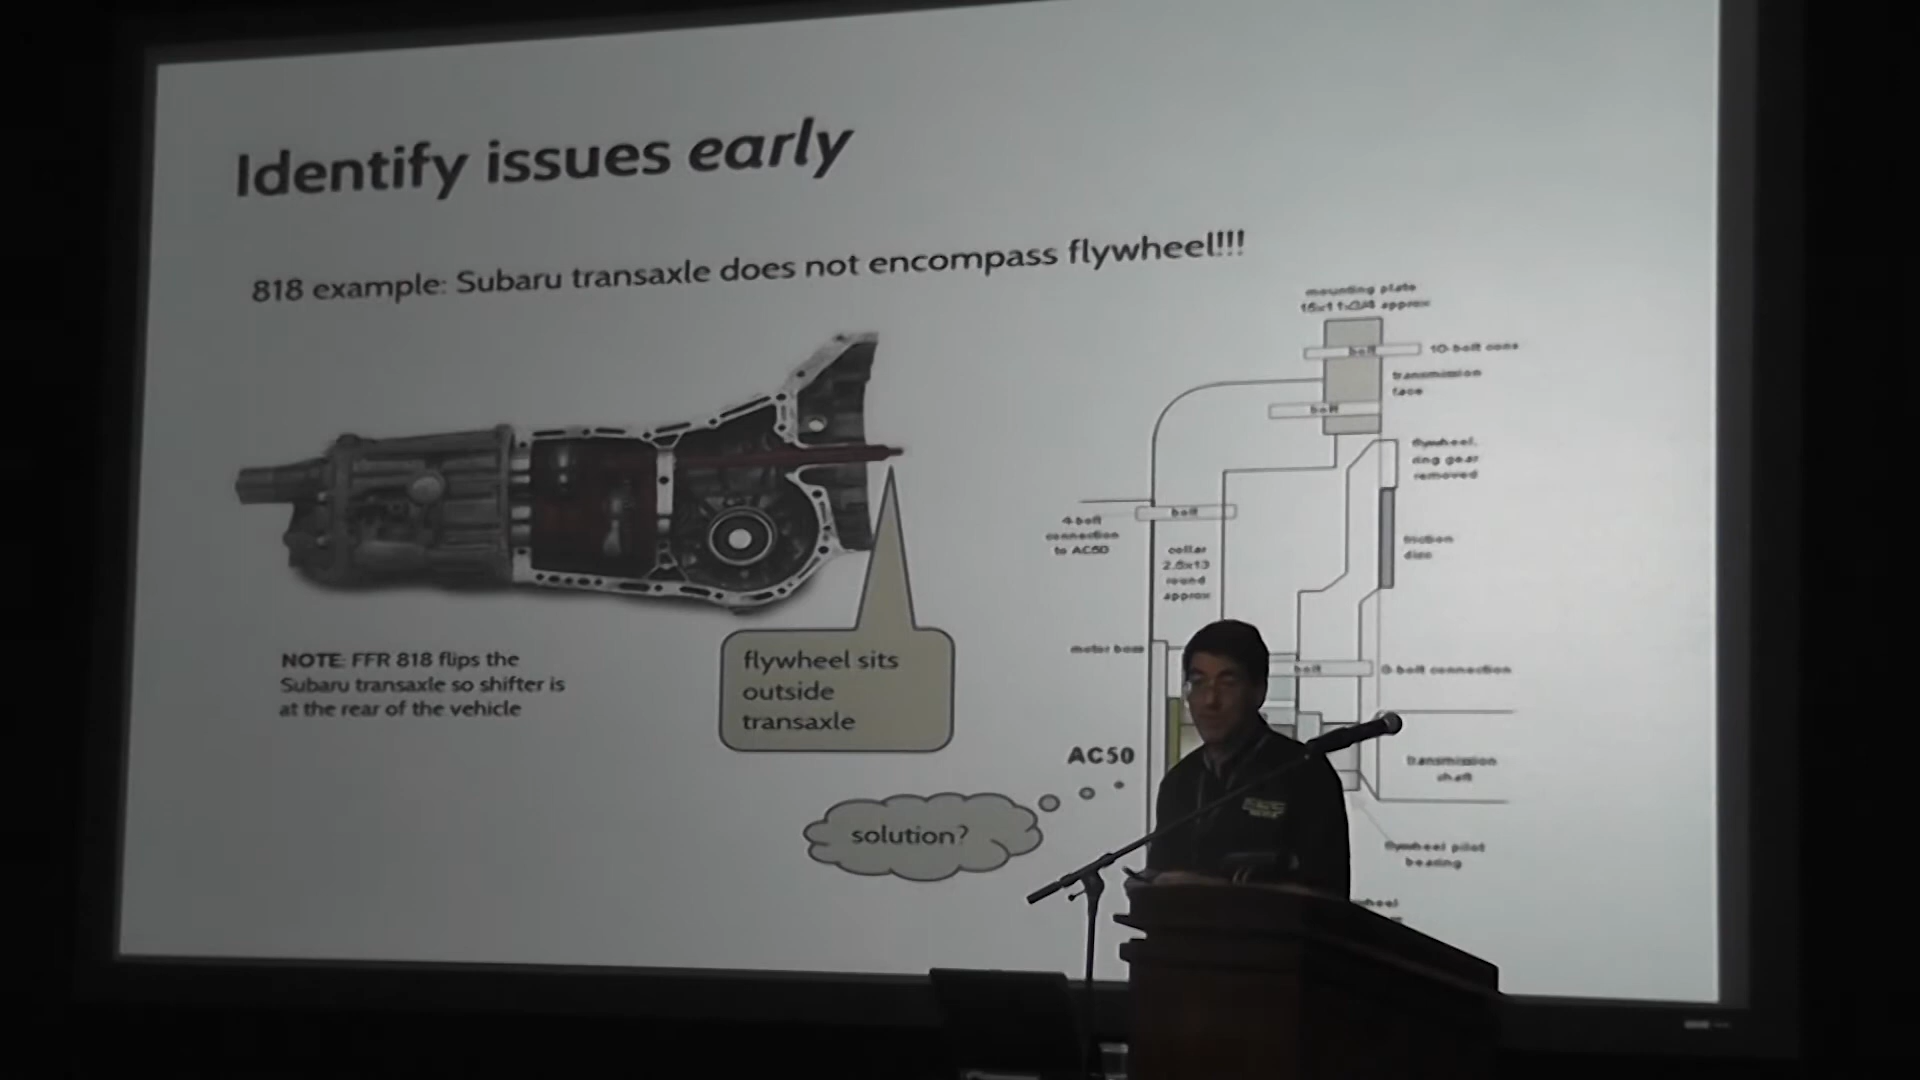 Identify issues early
818 example: Subaru transaxle does not encompass flywheel!!!
mounting plate
bolt
10-bolt conn
transmission
face
bolt
flywheel,
ring gear
removed
bolt
4-bolt
connection
to AC50
friction
disc
collar
2.5x13
round
approx
NOTE: FFR 818 flips the
Subaru transaxle so shifter is
at the rear of the vehicle
flywheel sits
outside
transaxle
motor boss
bolt
bolt connection
AC50
transmission
shaft
solution?
flywheel pilot
bearing